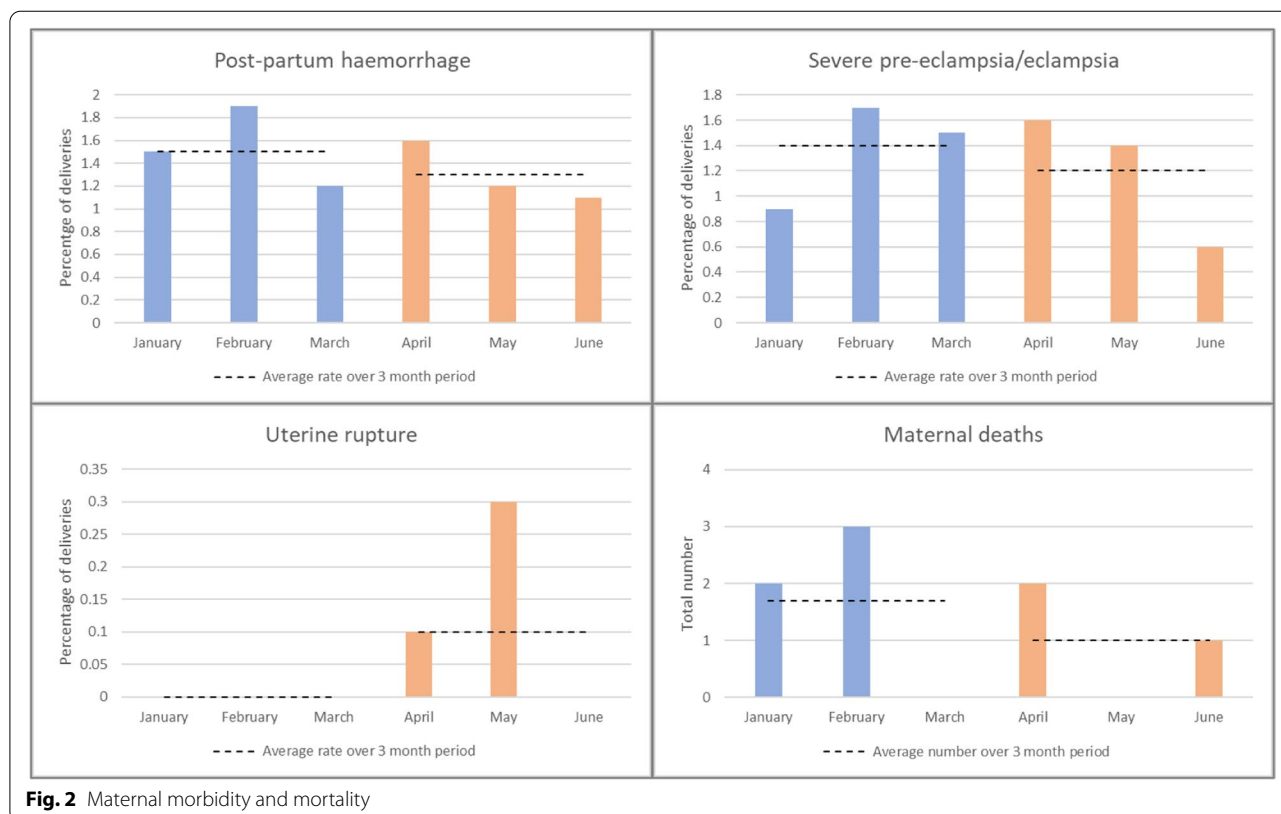 Post-partum haemorrhage
Percentge of deliveries
2
1.8
1.6
1.4
1.2
1
0.8
0.6
0.4
0.2
0
January February March April May June
Average rate over 3 month period
Severe pre-eclampsia/eclampsia
Percentage of deliveries
1.8
1.6
1.4
1.2
1
0.8
0.6
0.4
0.2
0
January February March April May June
Average rate over 3 month period
Uterine rupture
Percentage of deliveries
0.35
0.3
0.25
0.2
0.15
0.1
0.05
0
January February March April May June
Average rate over 3 month period
Maternal deaths
Total number
4
3
2
1
0
January February March April May June
Average number over 3 month period
Fig. 2 Maternal morbidity and mortality